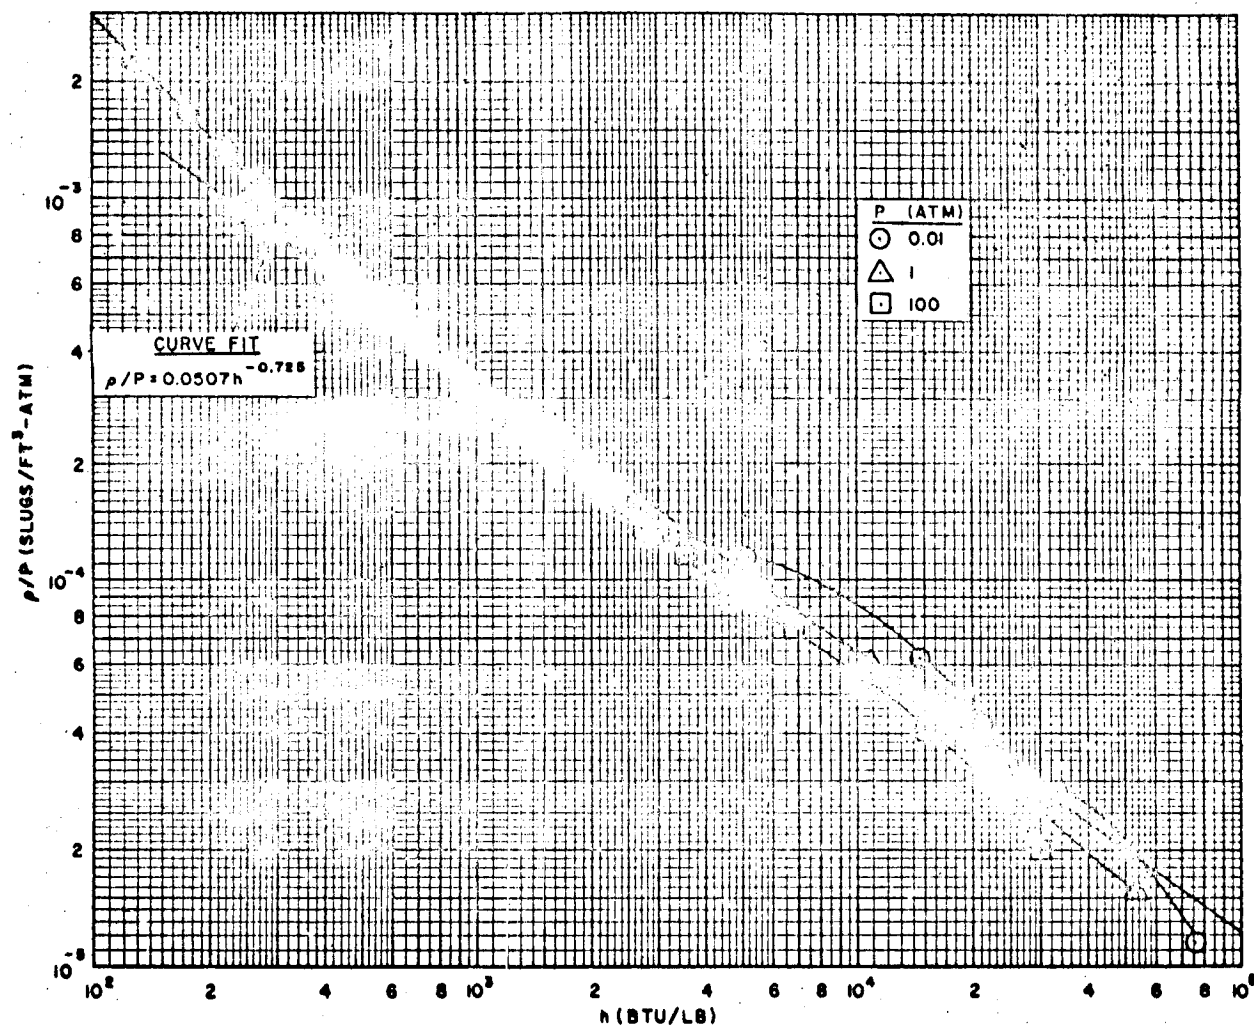 2
10^-3
8
6
4
2
10^-4
8
6
4
2
10^-5
ρ/P (SLUGS/FT³-ATM)
P (ATM)
0.01
1
100
CURVE FIT
ρ/P = 0.0507h^-0.726
10² 2 4 6 8 10³ 2 4 6 8 10⁴ 2 4 6 8 10⁵
h (BTU/LB)